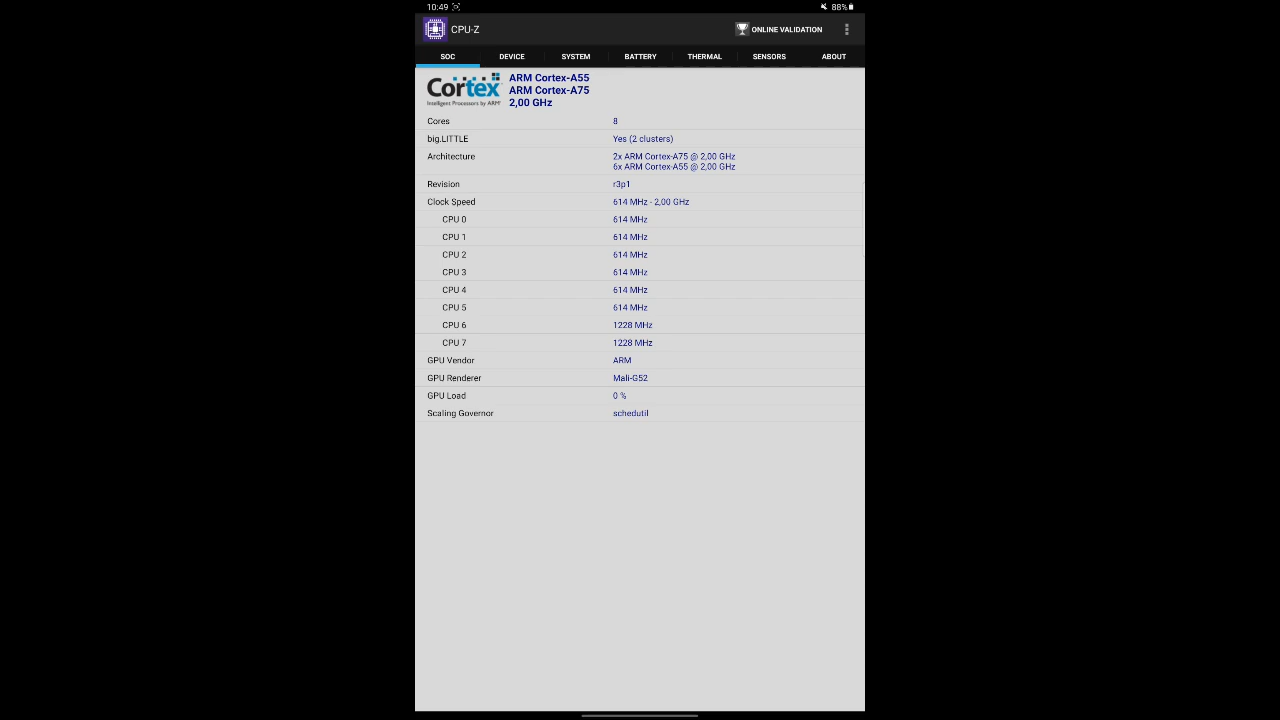 10:49 88%
CPU-Z ONLINE VALIDATION
SOC DEVICE SYSTEM BATTERY THERMAL SENSORS ABOUT
Cortex
Intelligent Processors by ARM®
ARM Cortex-A55
ARM Cortex-A75
2,00 GHz
Cores 8
big.LITTLE Yes (2 clusters)
Architecture 2x ARM Cortex-A75 @ 2,00 GHz
6x ARM Cortex-A55 @ 2,00 GHz
Revision r3p1
Clock Speed 614 MHz - 2,00 GHz
CPU 0 614 MHz
CPU 1 614 MHz
CPU 2 614 MHz
CPU 3 614 MHz
CPU 4 614 MHz
CPU 5 614 MHz
CPU 6 1228 MHz
CPU 7 1228 MHz
GPU Vendor ARM
GPU Renderer Mali-G52
GPU Load 0 %
Scaling Governor schedutil